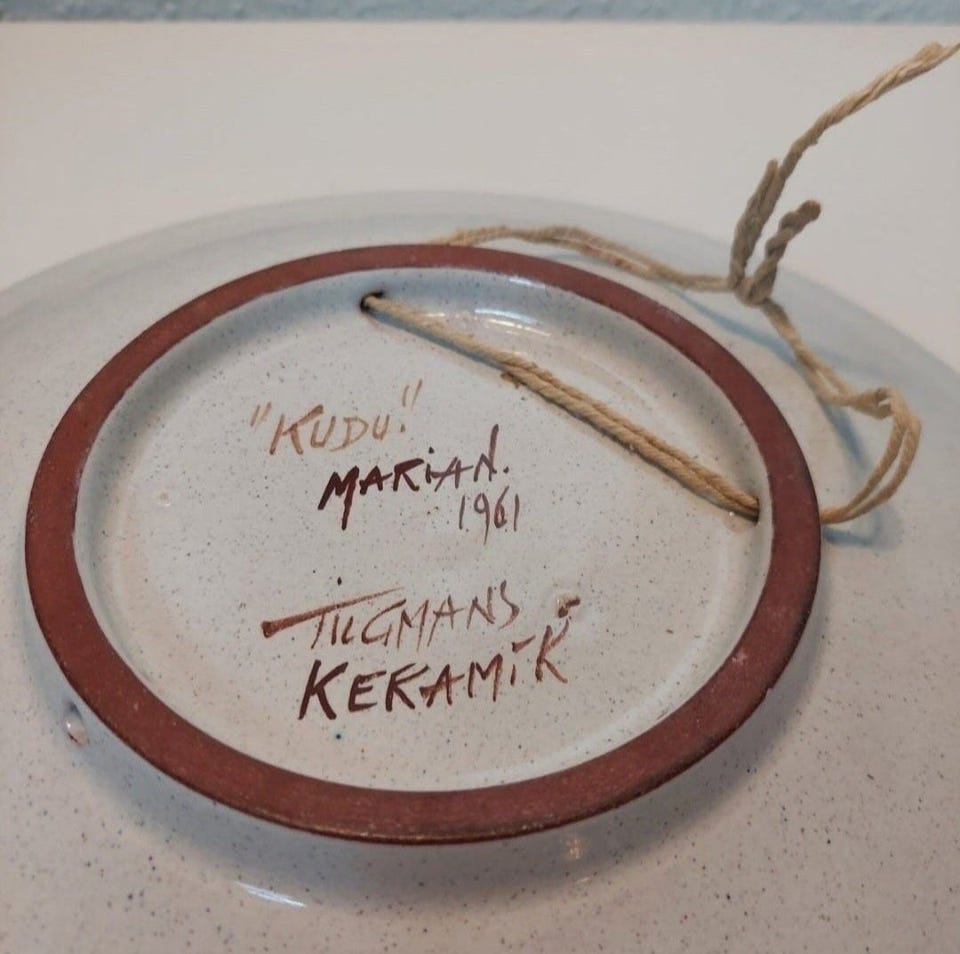 "KUDU."
MARiAN.
1961
TILGMANS
KERAMiK